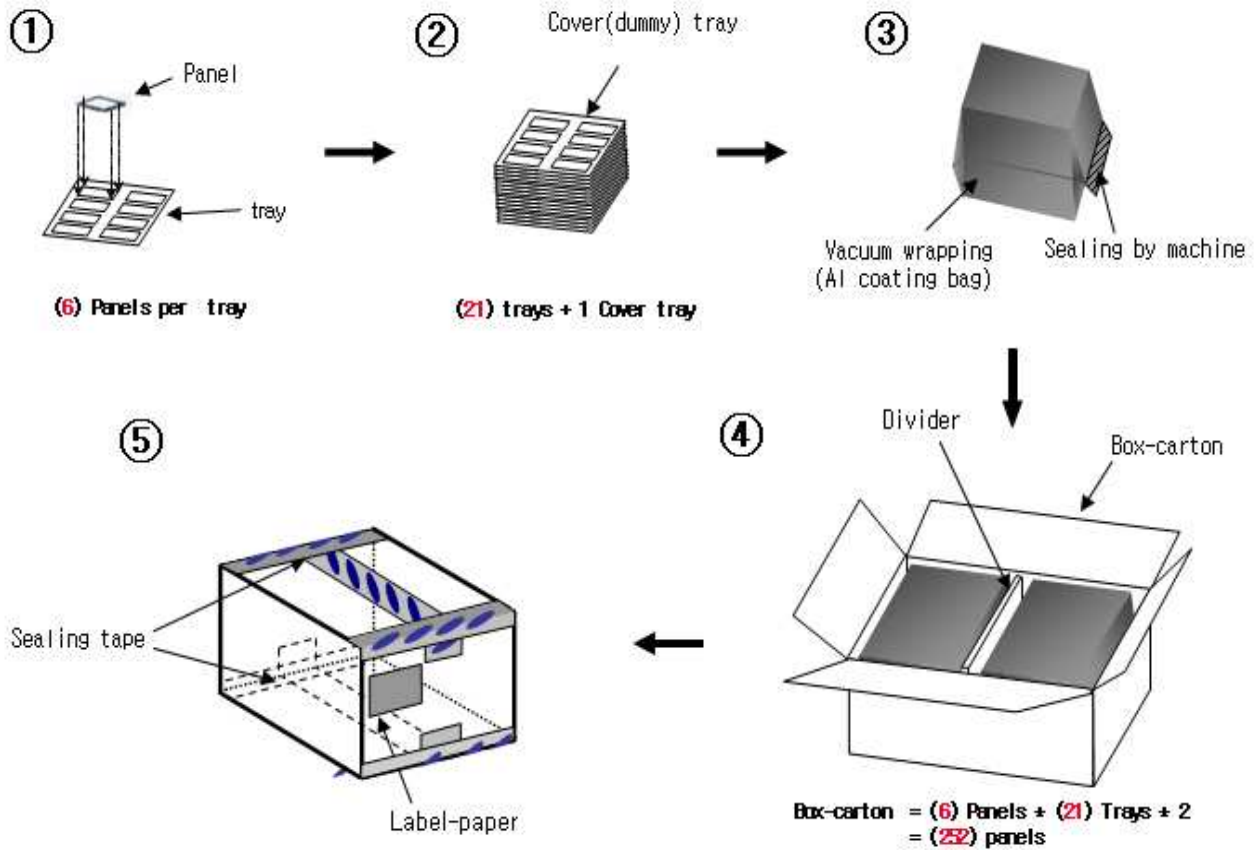 ①
Panel
tray
(6) Panels per tray
②
Cover(dummy) tray
(21) trays + 1 Cover tray
③
Vacuum wrapping
(Al coating bag)
Sealing by machine
④
Divider
Box-carton
Box-carton = (6) Panels * (21) Trays * 2
= (252) panels
⑤
Sealing tape
Label-paper